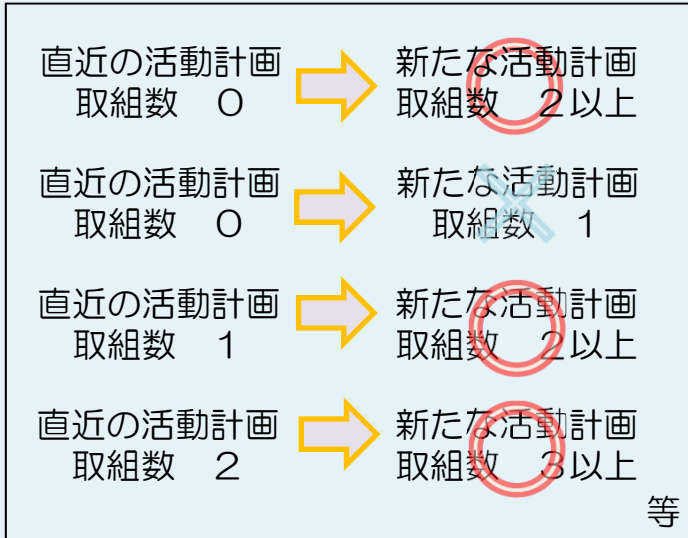 直近の活動計画
取組数 0
新たな活動計画
取組数 2以上
直近の活動計画
取組数 0
新たな活動計画
取組数 1
直近の活動計画
取組数 1
新たな活動計画
取組数 2以上
直近の活動計画
取組数 2
新たな活動計画
取組数 3以上
等